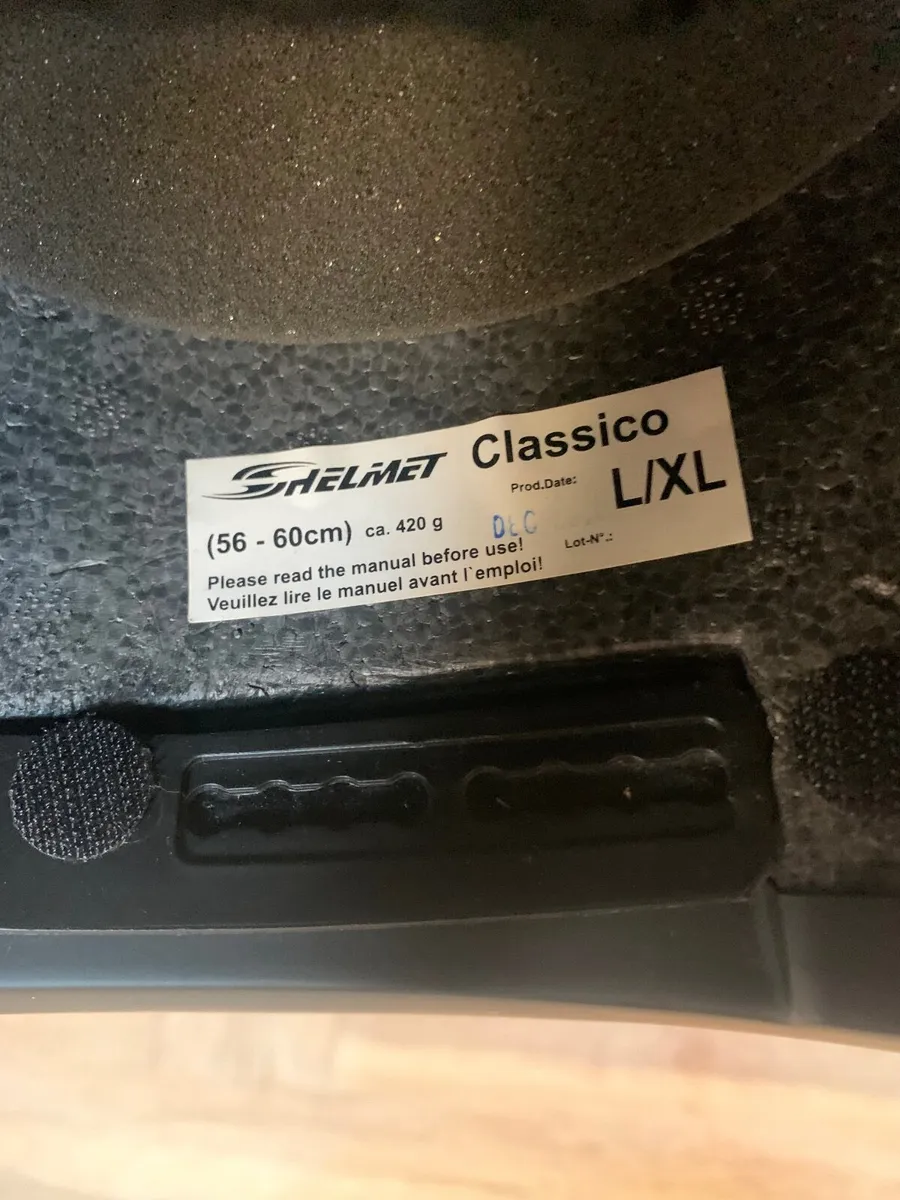 SHELMET Classico
Prod.Date: L/XL
(56 - 60cm) ca. 420 g DEC
Please read the manual before use! Lot-N°.:
Veuillez lire le manuel avant l`emploi!